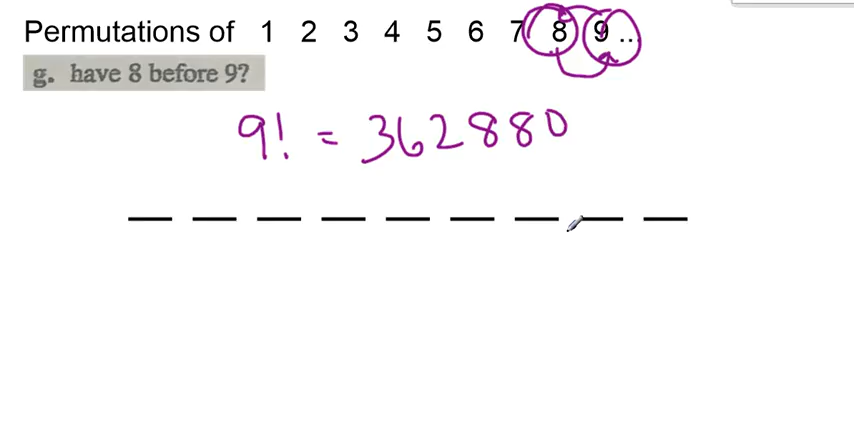 Permutations of 1 2 3 4 5 6 7 8 9 ...
g. have 8 before 9?
9! = 362880